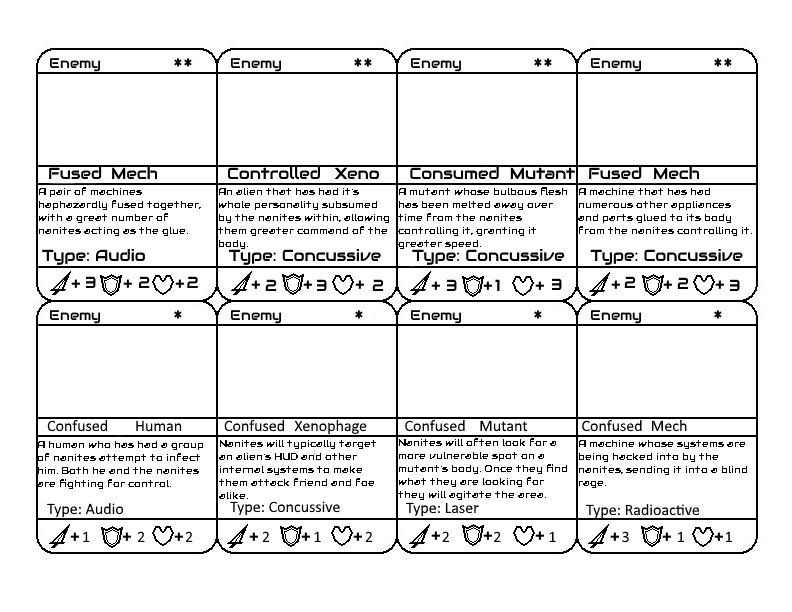 Enemy **
Fused Mech
A pair of machines
haphazardly fused together,
with a great number of
nanites acting as the glue.
Type: Audio
+ 3 + 2 +2
Enemy **
Controlled Xeno
An alien that has had it's
whole personality subsumed
by the nanites within, allowing
them greater command of the
body.
Type: Concussive
+ 2 + 3 + 2
Enemy **
Consumed Mutant
A mutant whose bulbous flesh
has been melted away over
time from the nanites
controlling it, granting it
greater speed.
Type: Concussive
+ 3 +1 + 3
Enemy **
Fused Mech
A machine that has had
numerous other appliances
and parts glued to its body
from the nanites controlling it.
Type: Concussive
+ 2 + 2 + 3
Enemy *
Confused Human
A human who has had a group
of nanites attempt to infect
him. Both he and the nanites
are fighting for control.
Type: Audio
+ 1 + 2 +2
Enemy *
Confused Xenophage
Nanites will typically target
an alien's HUD and other
internal systems to make
them attack friend and foe
alike.
Type: Concussive
+ 2 + 1 + 2
Enemy *
Confused Mutant
Nanites will often look for a
more vulnerable spot on a
mutant's body. Once they find
what they are looking for
they will agitate the area.
Type: Laser
+2 +2 + 1
Enemy *
Confused Mech
A machine whose systems are
being hacked into by the
nanites, sending it into a blind
rage.
Type: Radioactive
+3 + 1 +1